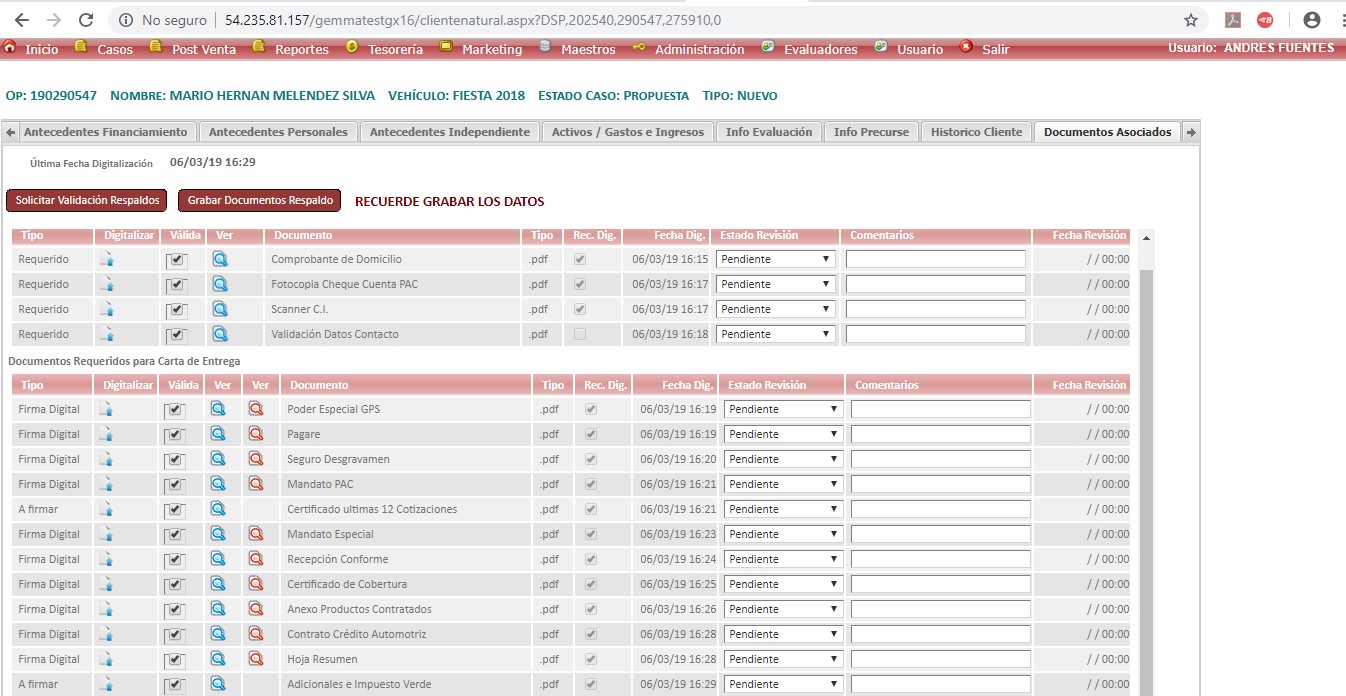 No seguro | 54.235.81.157/gemmatestgx16/clientenatural.aspx?DSP,202540,290547,275910,0
Inicio Casos Post Venta Reportes Tesorería Marketing Maestros Administración Evaluadores Usuario Salir Usuario: ANDRES FUENTES
OP: 190290547 NOMBRE: MARIO HERNAN MELENDEZ SILVA VEHÍCULO: FIESTA 2018 ESTADO CASO: PROPUESTA TIPO: NUEVO
Antecedentes Financiamiento Antecedentes Personales Antecedentes Independiente Activos / Gastos e Ingresos Info Evaluación Info Precurse Historico Cliente Documentos Asociados
Última Fecha Digitalización 06/03/19 16:29
Solicitar Validación Respaldos Grabar Documentos Respaldo RECUERDE GRABAR LOS DATOS
Tipo Digitalizar Válida Ver Documento Tipo Rec. Dig. Fecha Dig. Estado Revisión Comentarios Fecha Revisión
Requerido Comprobante de Domicilio .pdf 06/03/19 16:15 Pendiente / / 00:00
Requerido Fotocopia Cheque Cuenta PAC .pdf 06/03/19 16:17 Pendiente / / 00:00
Requerido Scanner C.I. .pdf 06/03/19 16:17 Pendiente / / 00:00
Requerido Validación Datos Contacto .pdf 06/03/19 16:18 Pendiente / / 00:00
Documentos Requeridos para Carta de Entrega
Tipo Digitalizar Válida Ver Ver Documento Tipo Rec. Dig. Fecha Dig. Estado Revisión Comentarios Fecha Revisión
Firma Digital Poder Especial GPS .pdf 06/03/19 16:19 Pendiente / / 00:00
Firma Digital Pagare .pdf 06/03/19 16:19 Pendiente / / 00:00
Firma Digital Seguro Desgravamen .pdf 06/03/19 16:20 Pendiente / / 00:00
Firma Digital Mandato PAC .pdf 06/03/19 16:21 Pendiente / / 00:00
A firmar Certificado ultimas 12 Cotizaciones .pdf 06/03/19 16:21 Pendiente / / 00:00
Firma Digital Mandato Especial .pdf 06/03/19 16:23 Pendiente / / 00:00
Firma Digital Recepción Conforme .pdf 06/03/19 16:24 Pendiente / / 00:00
Firma Digital Certificado de Cobertura .pdf 06/03/19 16:25 Pendiente / / 00:00
Firma Digital Anexo Productos Contratados .pdf 06/03/19 16:26 Pendiente / / 00:00
Firma Digital Contrato Crédito Automotriz .pdf 06/03/19 16:28 Pendiente / / 00:00
Firma Digital Hoja Resumen .pdf 06/03/19 16:28 Pendiente / / 00:00
A firmar Adicionales e Impuesto Verde .pdf 06/03/19 16:29 Pendiente / / 00:00